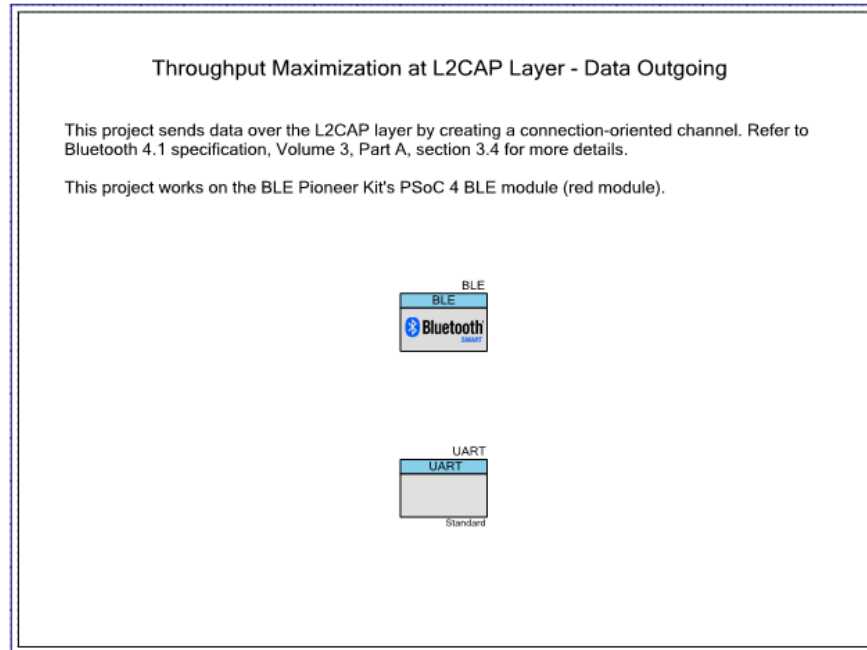 Throughput Maximization at L2CAP Layer - Data Outgoing
This project sends data over the L2CAP layer by creating a connection-oriented channel. Refer to
Bluetooth 4.1 specification, Volume 3, Part A, section 3.4 for more details.
This project works on the BLE Pioneer Kit's PSoC 4 BLE module (red module).
BLE
BLE
Bluetooth
SMART
UART
UART
Standard